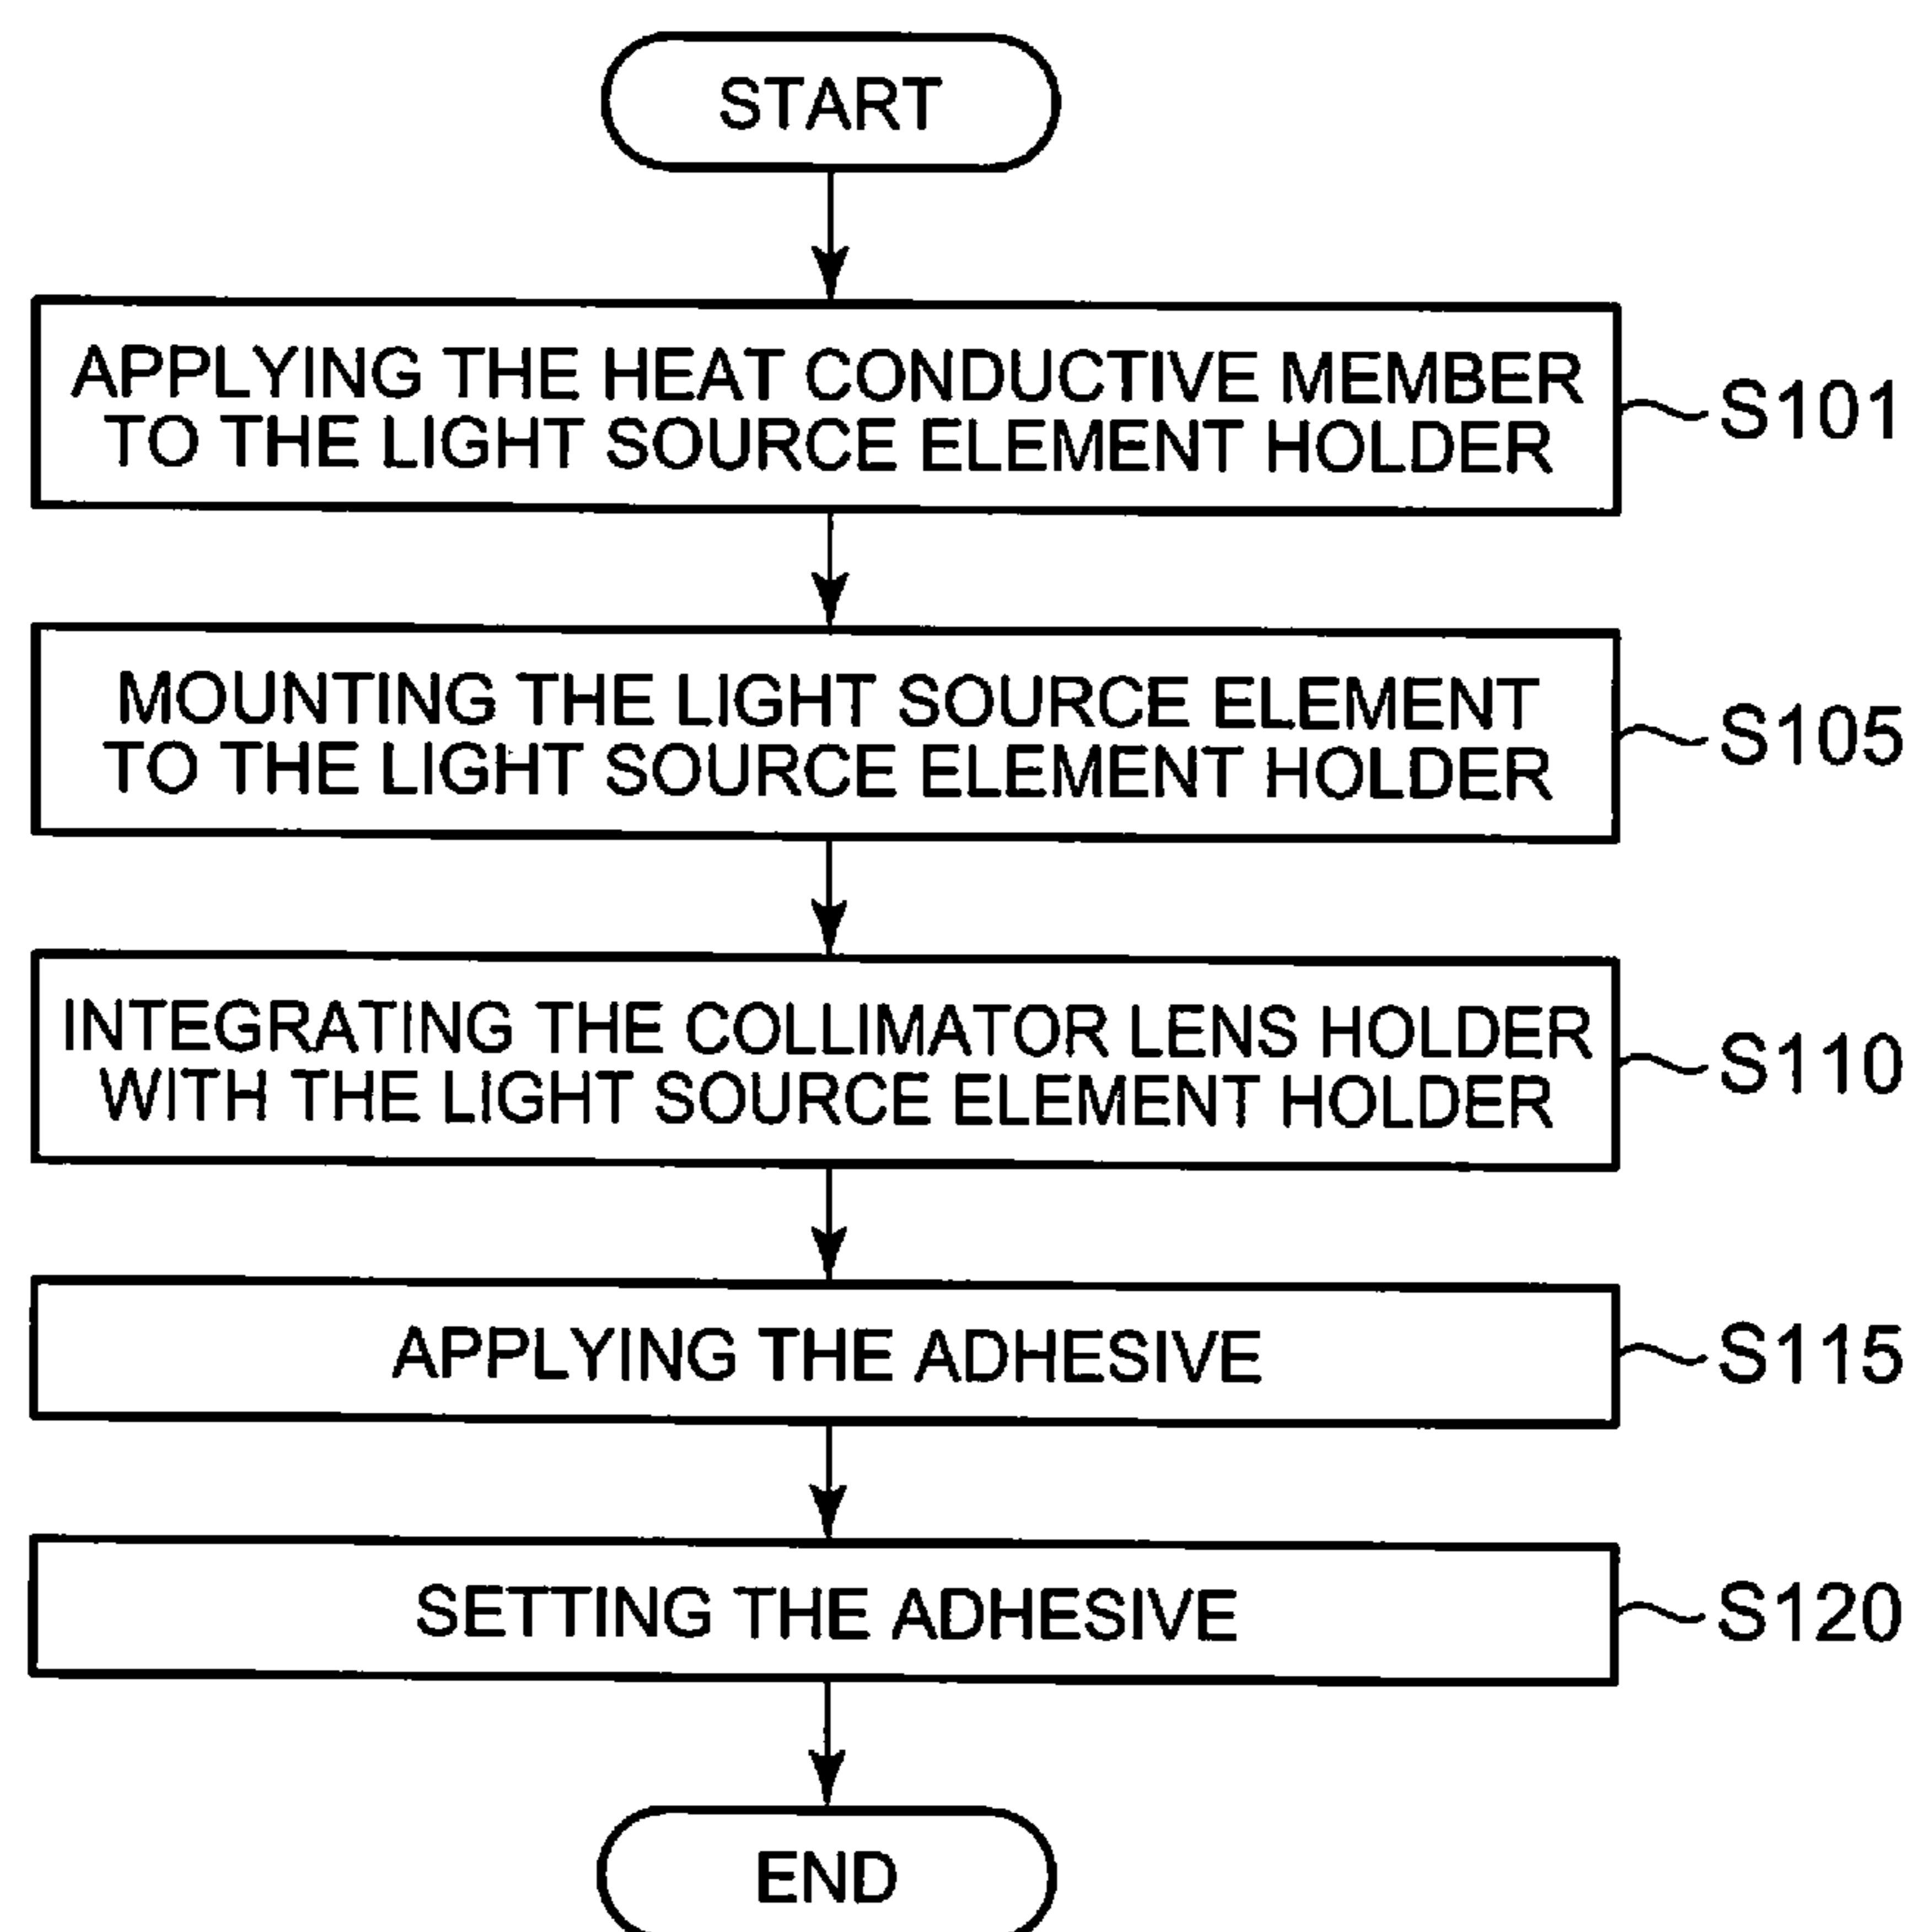 START
APPLYING THE HEAT CONDUCTIVE MEMBER
TO THE LIGHT SOURCE ELEMENT HOLDER
S101
MOUNTING THE LIGHT SOURCE ELEMENT
TO THE LIGHT SOURCE ELEMENT HOLDER
S105
INTEGRATING THE COLLIMATOR LENS HOLDER
WITH THE LIGHT SOURCE ELEMENT HOLDER
S110
APPLYING THE ADHESIVE
S115
SETTING THE ADHESIVE
S120
END